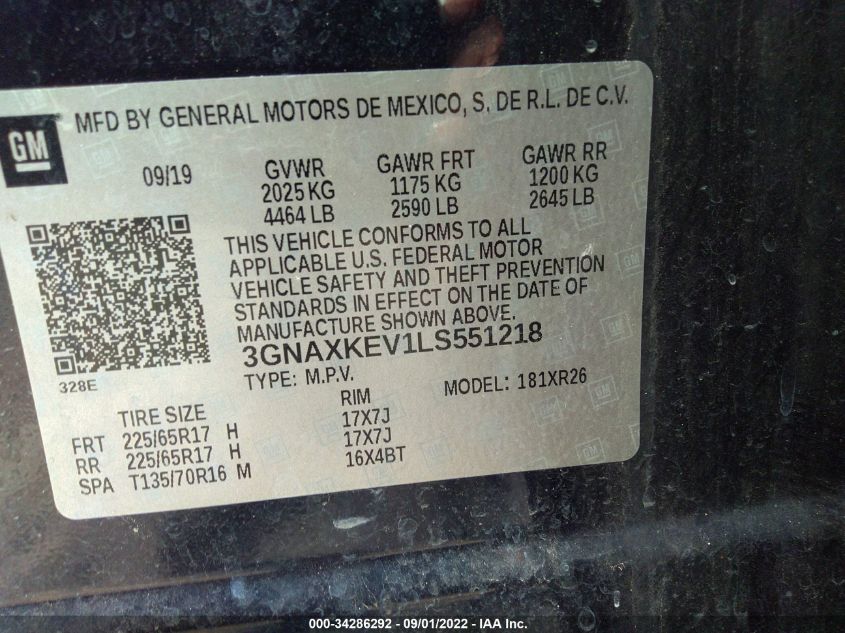 GM MFD BY GENERAL MOTORS DE MEXICO, S. DE R.L. DE C.V.
09/19 GVWR GAWR FRT GAWR RR
2025 KG 1175 KG 1200 KG
4464 LB 2590 LB 2645 LB
THIS VEHICLE CONFORMS TO ALL
APPLICABLE U.S. FEDERAL MOTOR
VEHICLE SAFETY AND THEFT PREVENTION
STANDARDS IN EFFECT ON THE DATE OF
MANUFACTURE SHOWN ABOVE.
3GNAXKEV1LS551218
328E
TYPE: M.P.V. MODEL: 181XR26
TIRE SIZE RIM
FRT 225/65R17 H 17X7J
RR 225/65R17 H 17X7J
SPA T135/70R16 M 16X4BT
000-34286292 - 09/01/2022 - IAA Inc.